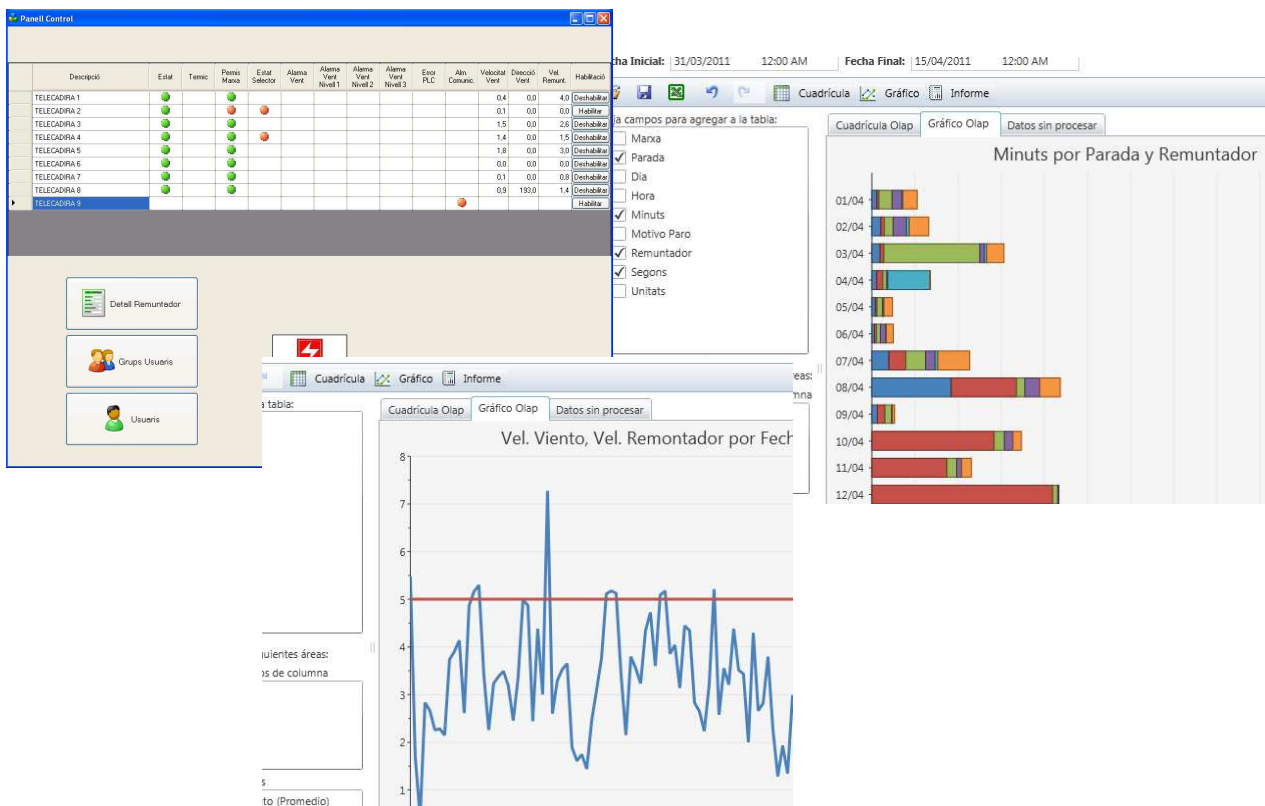 Panell Control
Descripció Estat Tèrmic Permis Marxa Estat Selector Alarma Vent Alarma Vent Nivell 1 Alarma Vent Nivell 2 Alarma Vent Nivell 3 Error PLC Alm. Comunic. Velocitat Vent Direcció Vent Vel. Remunt. Habilitació
TELECADIRA 1 0,4 0,0 4,0 Deshabilitar
TELECADIRA 2 0,1 0,0 0,0 Habilitar
TELECADIRA 3 1,5 0,0 2,6 Deshabilitar
TELECADIRA 4 1,4 0,0 1,5 Deshabilitar
TELECADIRA 5 1,8 0,0 3,0 Deshabilitar
TELECADIRA 6 0,0 0,0 0,0 Deshabilitar
TELECADIRA 7 0,1 0,0 0,8 Deshabilitar
TELECADIRA 8 0,9 193,0 1,4 Deshabilitar
TELECADIRA 9 Habilitar
Detall Remuntador
Grups Usuaris
Usuaris
cha Inicial: 31/03/2011 12:00 AM Fecha Final: 15/04/2011 12:00 AM
Cuadrícula Gráfico Informe
campos para agregar a la tabla:
Marxa
Parada
Dia
Hora
Minuts
Motivo Paro
Remuntador
Segons
Unitats
eas:
mna
Cuadrícula Olap Gráfico Olap Datos sin procesar
Minuts por Parada y Remuntador
01/04
02/04
03/04
04/04
05/04
06/04
07/04
08/04
09/04
10/04
11/04
12/04
Cuadrícula Gráfico Informe
a tabla:
uientes áreas:
os de columna
s
to (Promedio)
Cuadrícula Olap Gráfico Olap Datos sin procesar
Vel. Viento, Vel. Remontador por Fech
8
7
6
5
4
3
2
1